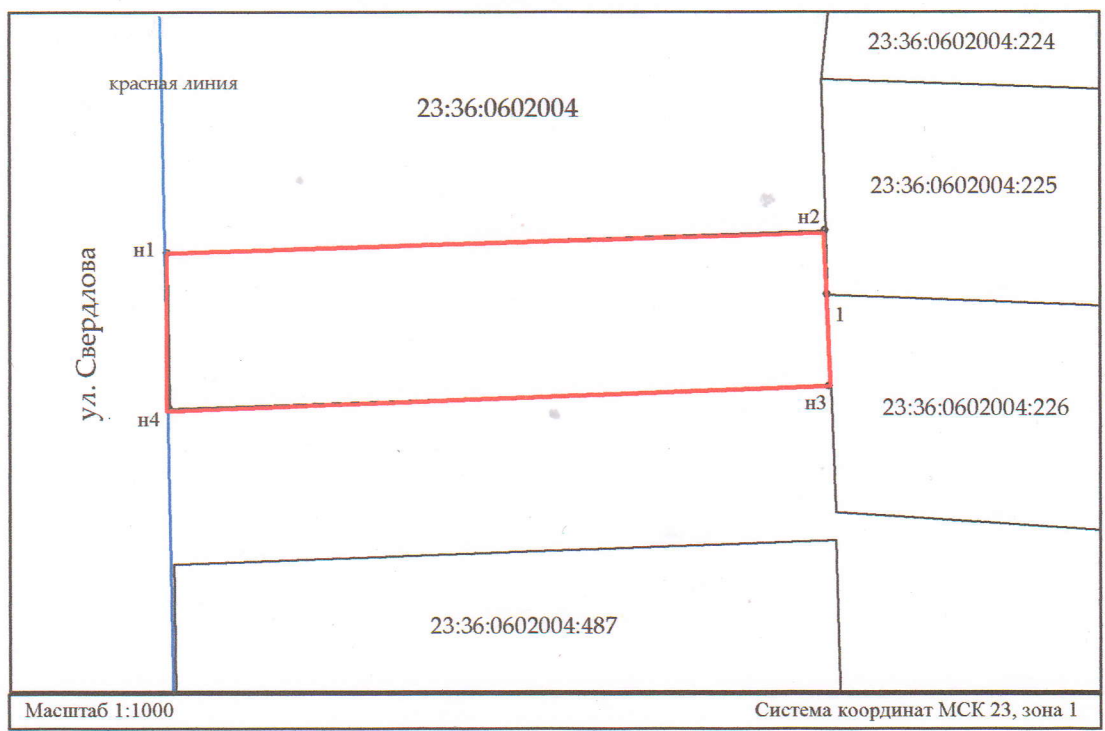 23:36:0602004:224
красная линия
23:36:0602004
23:36:0602004:225
н2
н1
ул. Свердлова
1
н3
23:36:0602004:226
н4
23:36:0602004:487
Масштаб 1:1000
Система координат МСК 23, зона 1